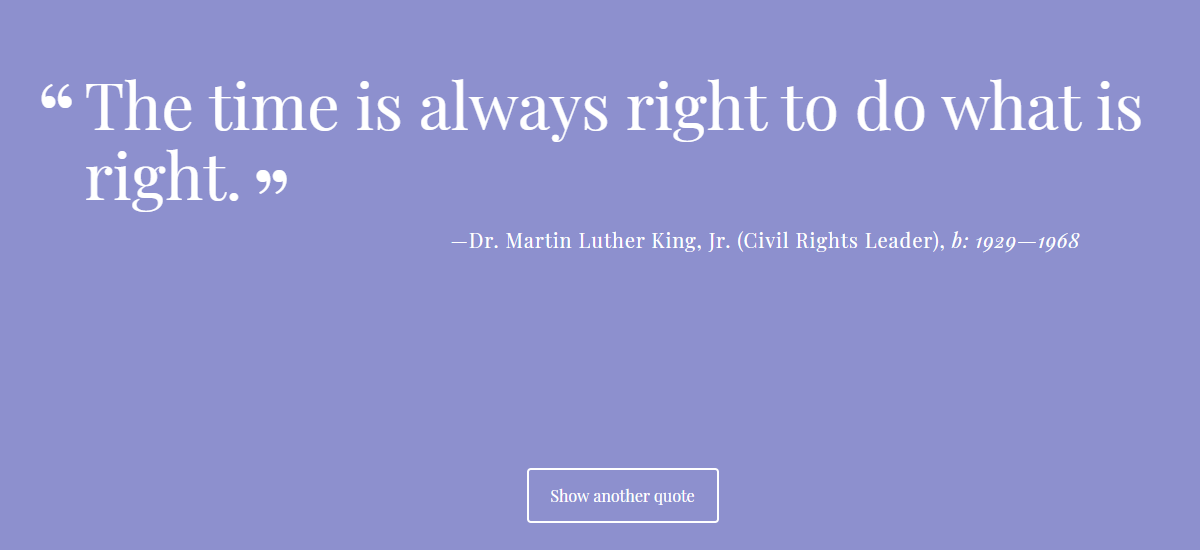 “ The time is always right to do what is
right. ”
—Dr. Martin Luther King, Jr. (Civil Rights Leader), b: 1929—1968
Show another quote